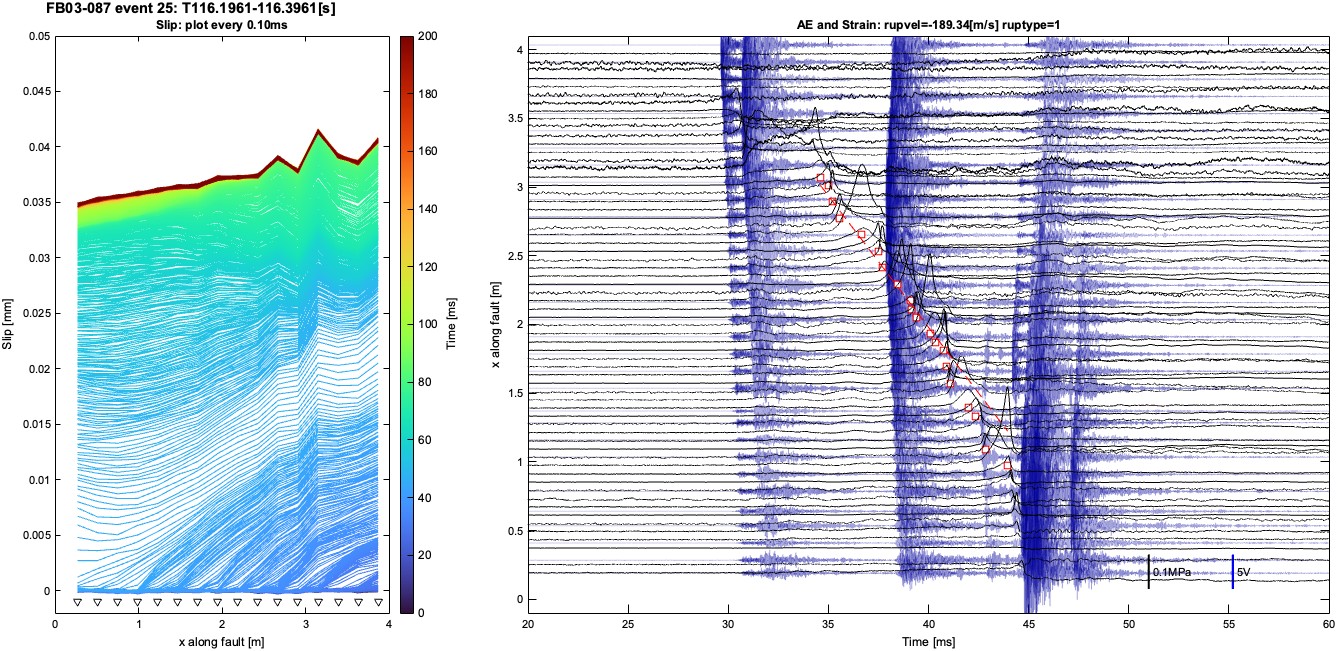 FB03-087 event 25: T116.1961-116.3961[s]
Slip: plot every 0.10ms
0.05
0.045
0.04
0.035
0.03
0.025
0.02
0.015
0.01
0.005
0
Slip [mm]
0 1 2 3 4
x along fault [m]
200
180
160
140
120
100
80
60
40
20
0
Time [ms]
AE and Strain: rupvel=-189.34[m/s] ruptype=1
4
3.5
3
2.5
2
1.5
1
0.5
0
x along fault [m]
0.1MPa
5V
20 25 30 35 40 45 50 55 60
Time [ms]